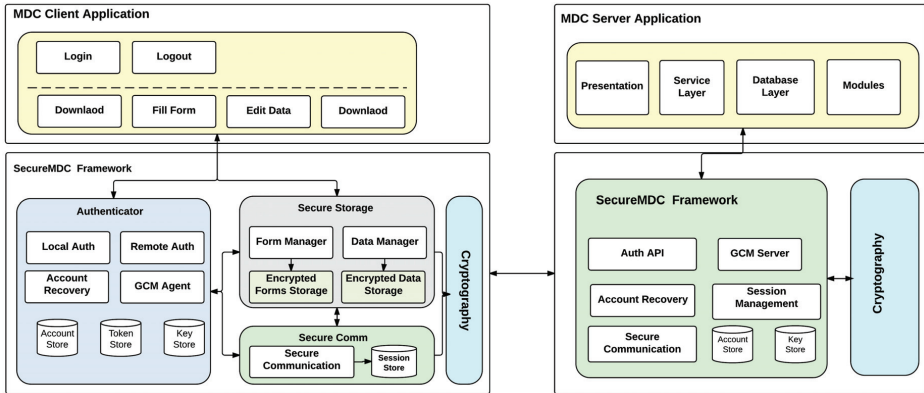 MDC Client Application
Login
Logout
Downlaod
Fill Form
Edit Data
Downlaod
SecureMDC Framework
Authenticator
Local Auth
Remote Auth
Account
Recovery
GCM Agent
Account
Store
Token
Store
Key
Store
Secure Storage
Form Manager
Data Manager
Encrypted
Forms Storage
Encrypted Data
Storage
Secure Comm
Secure
Communication
Session
Store
Cryptography
MDC Server Application
Presentation
Service
Layer
Database
Layer
Modules
SecureMDC Framework
Auth API
GCM Server
Account Recovery
Session
Management
Secure
Communication
Account
Store
Key
Store
Cryptography